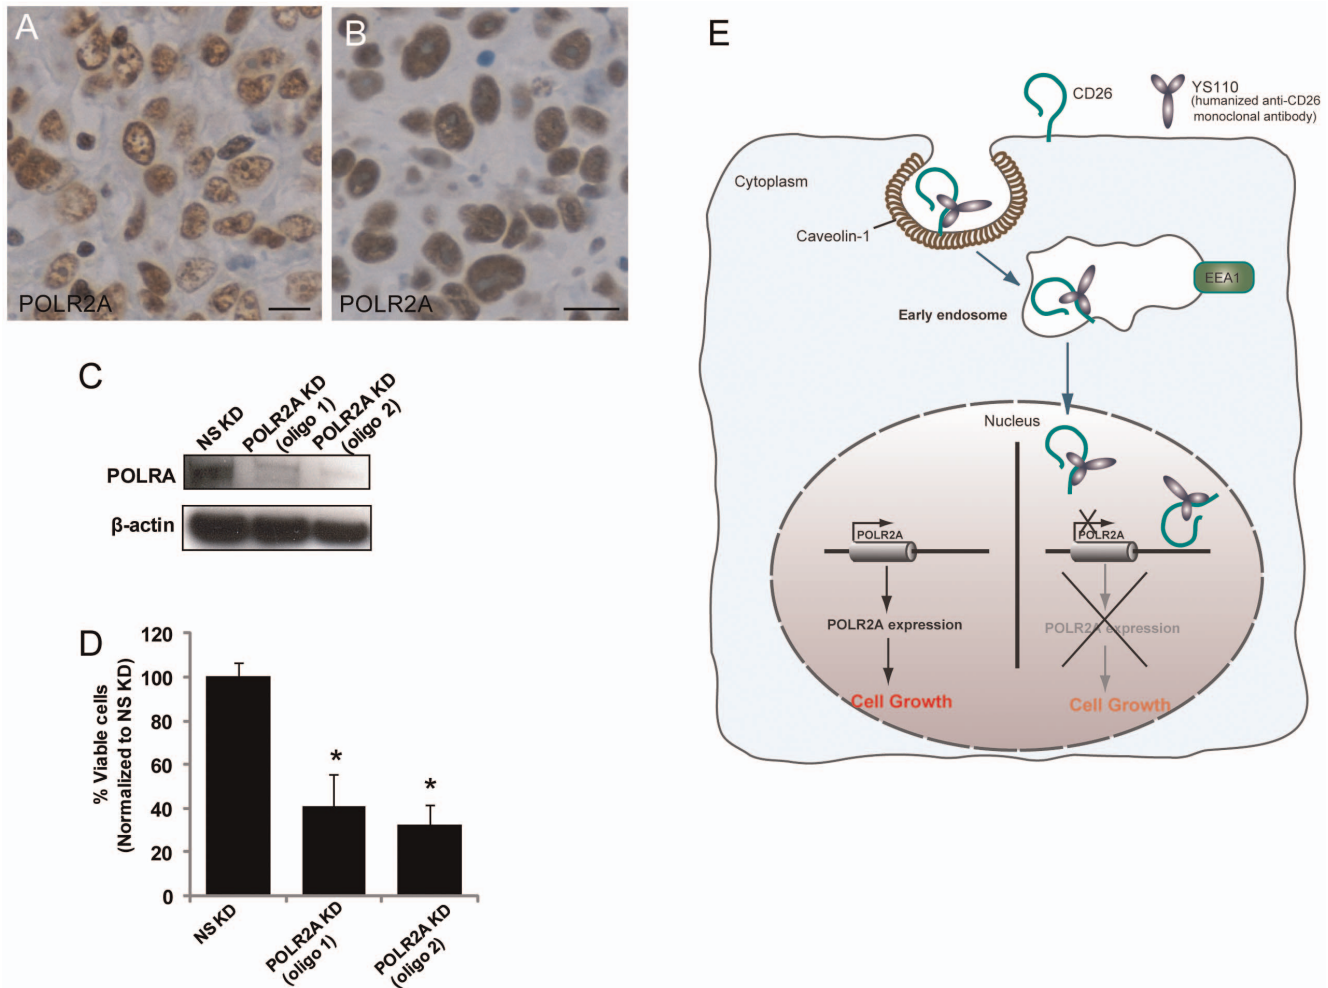 A
POLR2A
B
POLR2A
C
NS KD
POLR2A KD
(oligo 1)
POLR2A KD
(oligo 2)
POLRA
β-actin
D
% Viable cells
(Normalized to NS KD)
120
100
80
60
40
20
0
*
*
NS KD
POLR2A KD
(oligo 1)
POLR2A KD
(oligo 2)
E
CD26
YS110
(humanized anti-CD26
monoclonal antibody)
Cytoplasm
Caveolin-1
EEA1
Early endosome
Nucleus
POLR2A
POLR2A expression
Cell Growth
POLR2A
POLR2A expression
Cell Growth